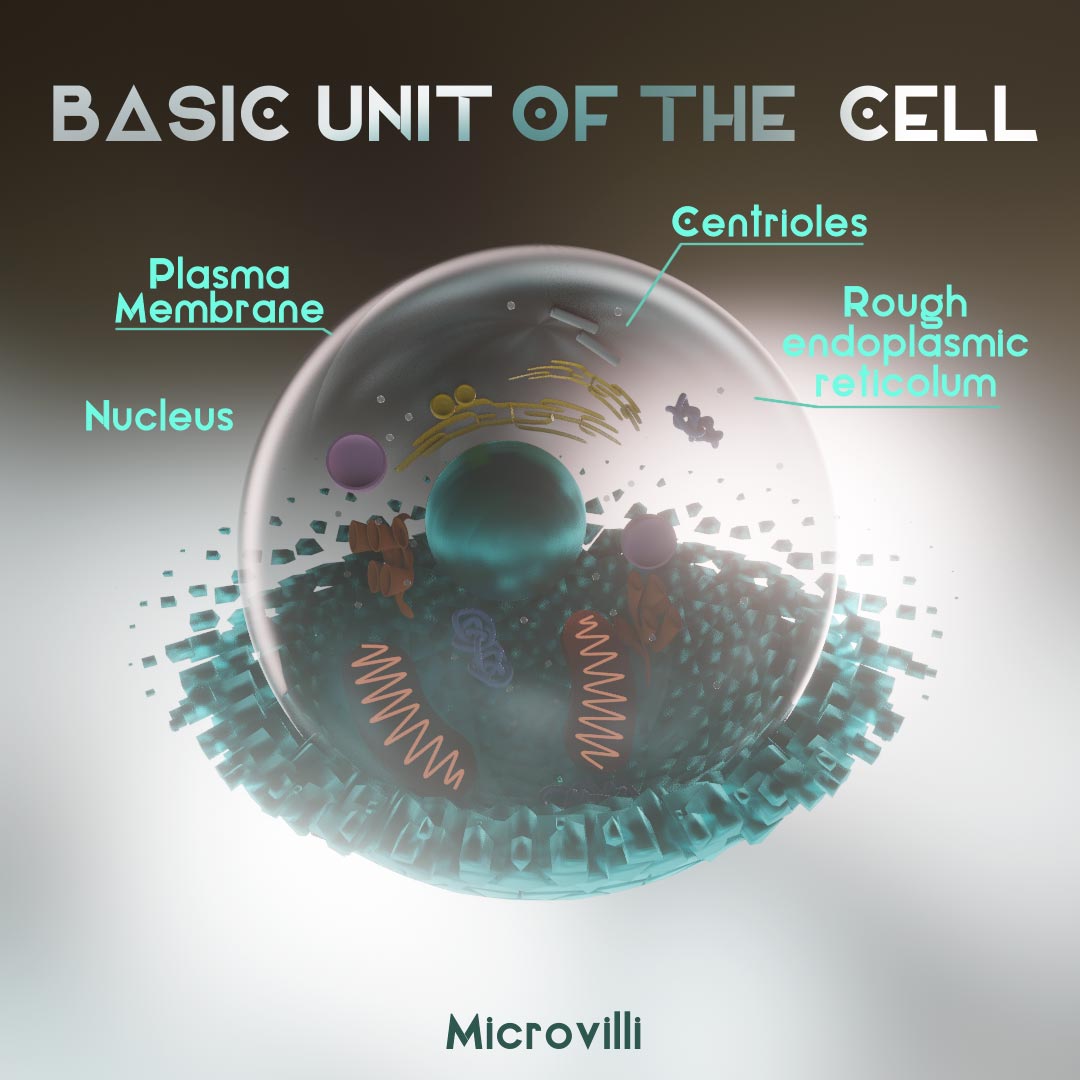 BASIC UNIT OF THE CELL
Centrioles
Plasma
Membrane
Rough
endoplasmic
reticolum
Nucleus
Microvilli